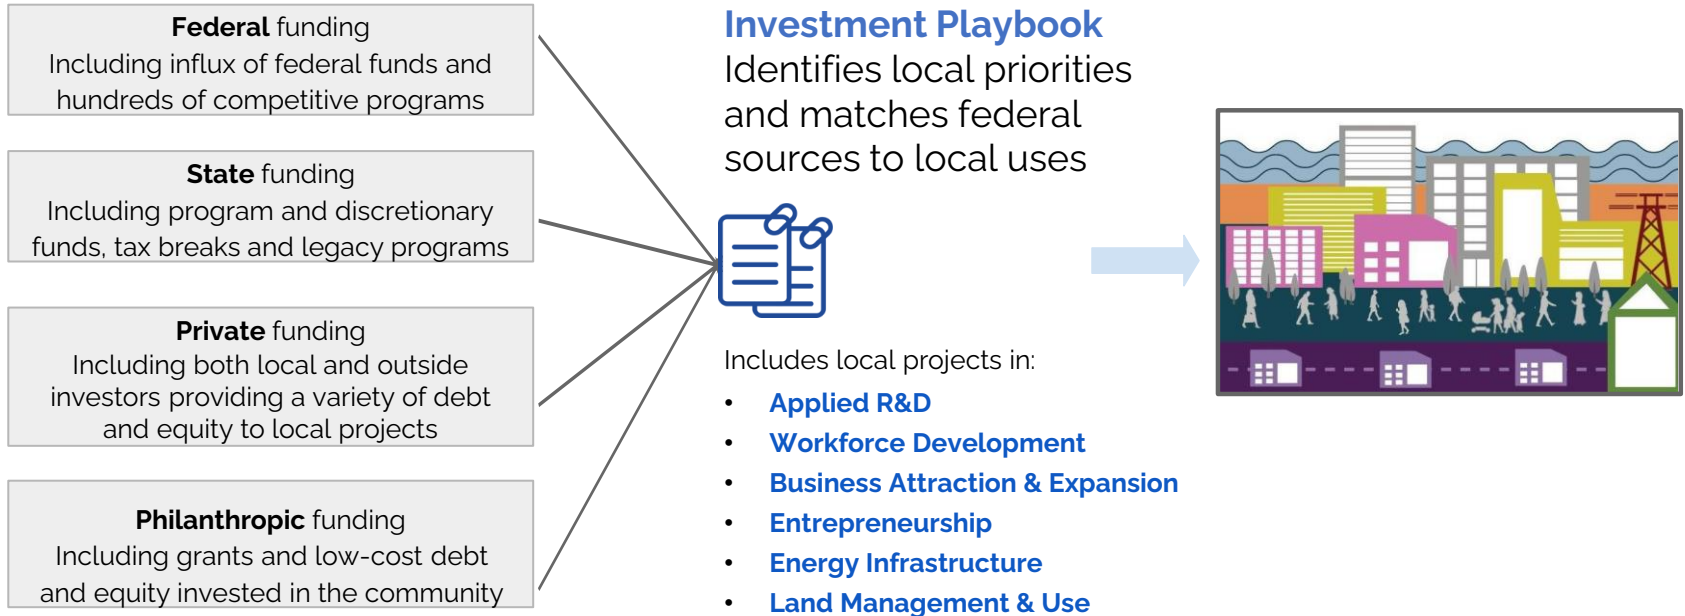 Federal funding
Including influx of federal funds and
hundreds of competitive programs
State funding
Including program and discretionary
funds, tax breaks and legacy programs
Private funding
Including both local and outside
investors providing a variety of debt
and equity to local projects
Philanthropic funding
Including grants and low-cost debt
and equity invested in the community
Investment Playbook
Identifies local priorities
and matches federal
sources to local uses
Includes local projects in:
• Applied R&D
• Workforce Development
• Business Attraction & Expansion
• Entrepreneurship
• Energy Infrastructure
• Land Management & Use